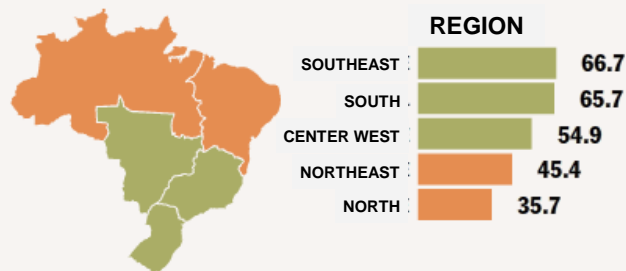 REGION
SOUTHEAST 66.7
SOUTH 65.7
CENTER WEST 54.9
NORTHEAST 45.4
NORTH 35.7